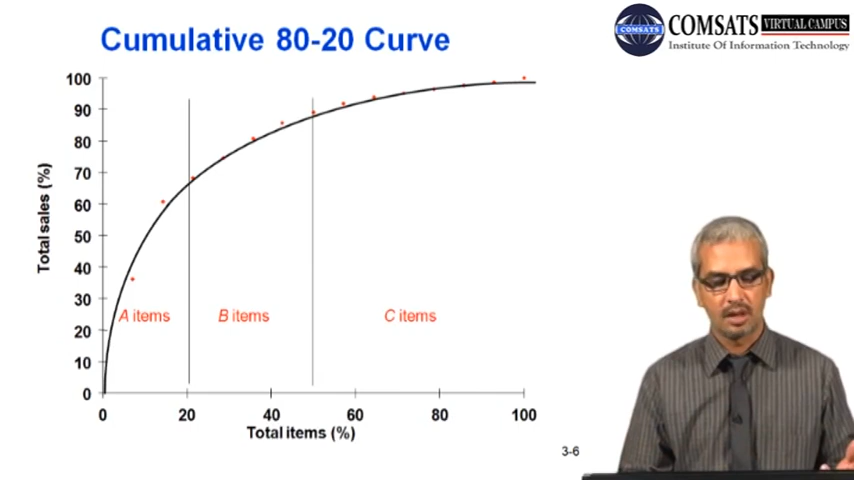 Cumulative 80-20 Curve
COMSATS
COMSATS VIRTUAL CAMPUS
Institute Of Information Technology
Total sales (%)
100
90
80
70
60
50
40
30
20
10
0
A items
B items
C items
0 20 40 60 80 100
Total items (%)
3-6